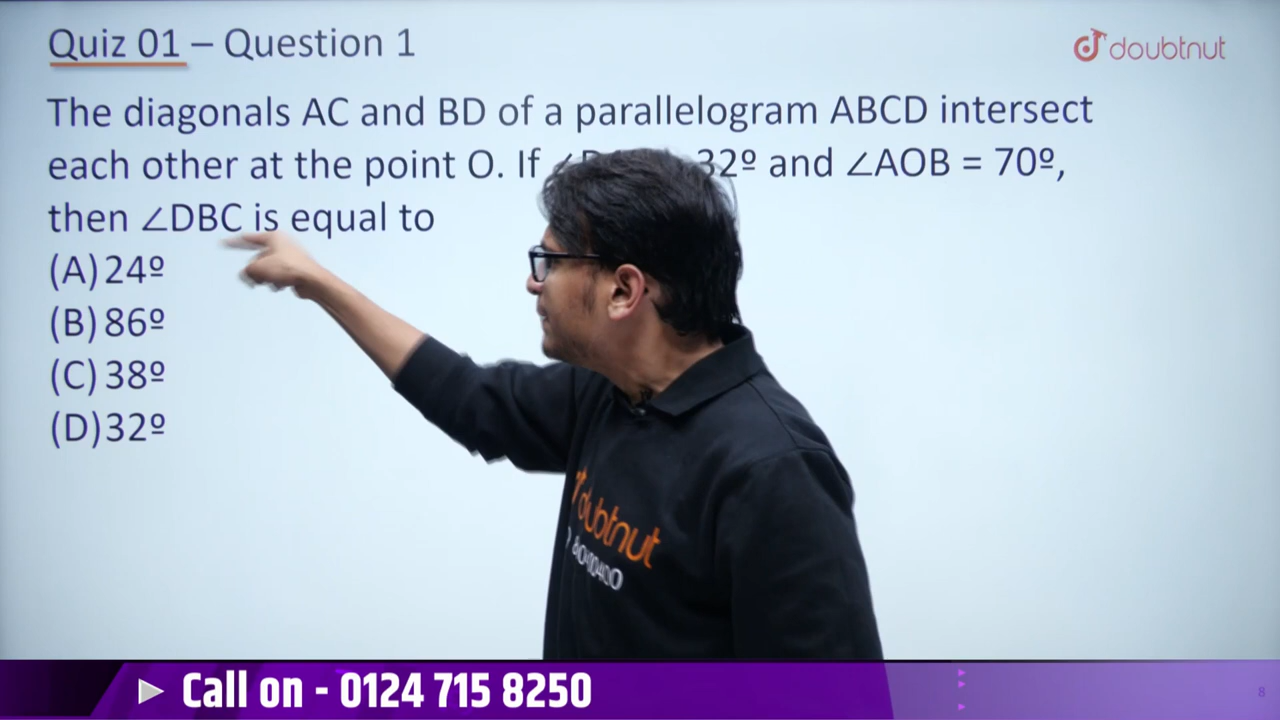 Quiz 01 – Question 1
doubtnut
The diagonals AC and BD of a parallelogram ABCD intersect
each other at the point O. If ∠ 32º and ∠AOB = 70º,
then ∠DBC is equal to
(A) 24º
(B) 86º
(C) 38º
(D) 32º
doubtnut
Call on - 0124 715 8250
8